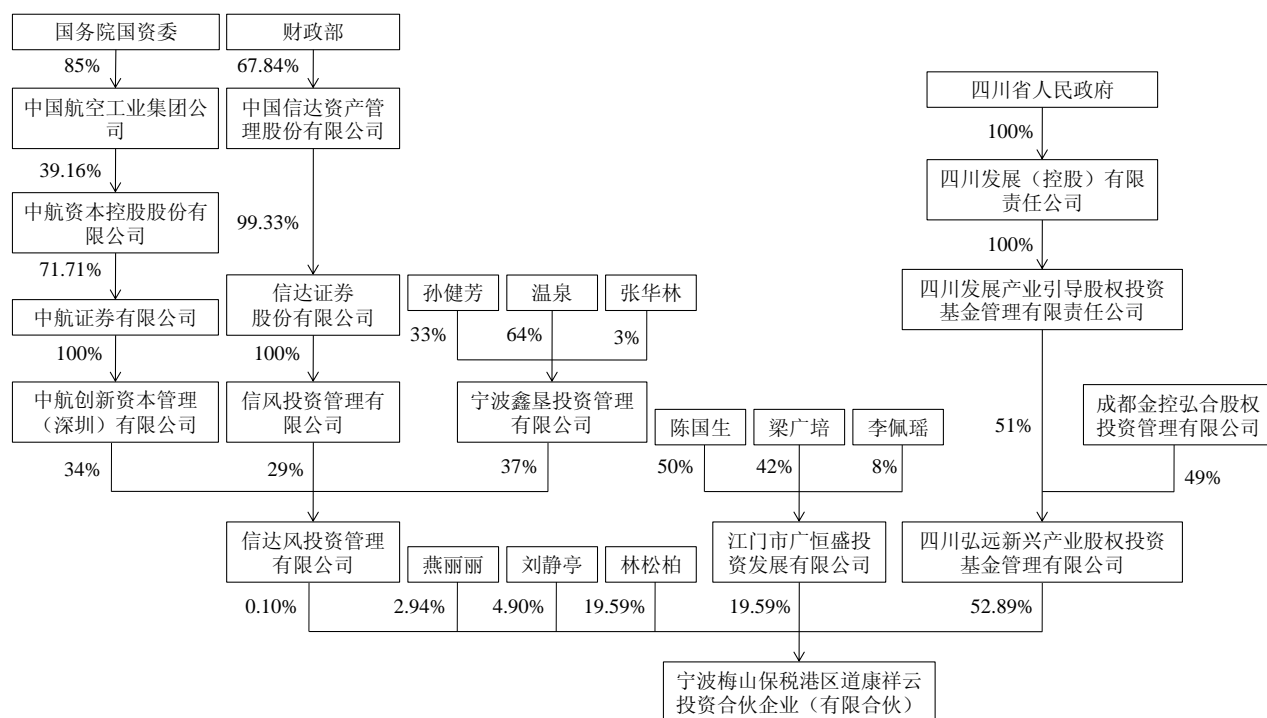 国务院国资委
财政部
85%
67.84%
中国航空工业集团公
司
中国信达资产管
理股份有限公司
四川省人民政府
100%
39.16%
四川发展（控股）有限
责任公司
中航资本控股股份有
限公司
99.33%
100%
71.71%
中航证券有限公司
信达证券
股份有限公司
孙健芳
温泉
张华林
四川发展产业引导股权投资
基金管理有限责任公司
33%
64%
3%
100%
100%
中航创新资本管理
（深圳）有限公司
信风投资管理有
限公司
宁波鑫垦投资管理
有限公司
成都金控弘合股权
投资管理有限公司
陈国生
梁广培
李佩瑶
51%
34%
29%
37%
50%
42%
8%
49%
信达风投资管理
有限公司
燕丽丽
刘静亭
林松柏
江门市广恒盛投
资发展有限公司
四川弘远新兴产业股权投资
基金管理有限公司
0.10%
2.94%
4.90%
19.59%
19.59%
52.89%
宁波梅山保税港区道康祥云
投资合伙企业（有限合伙）